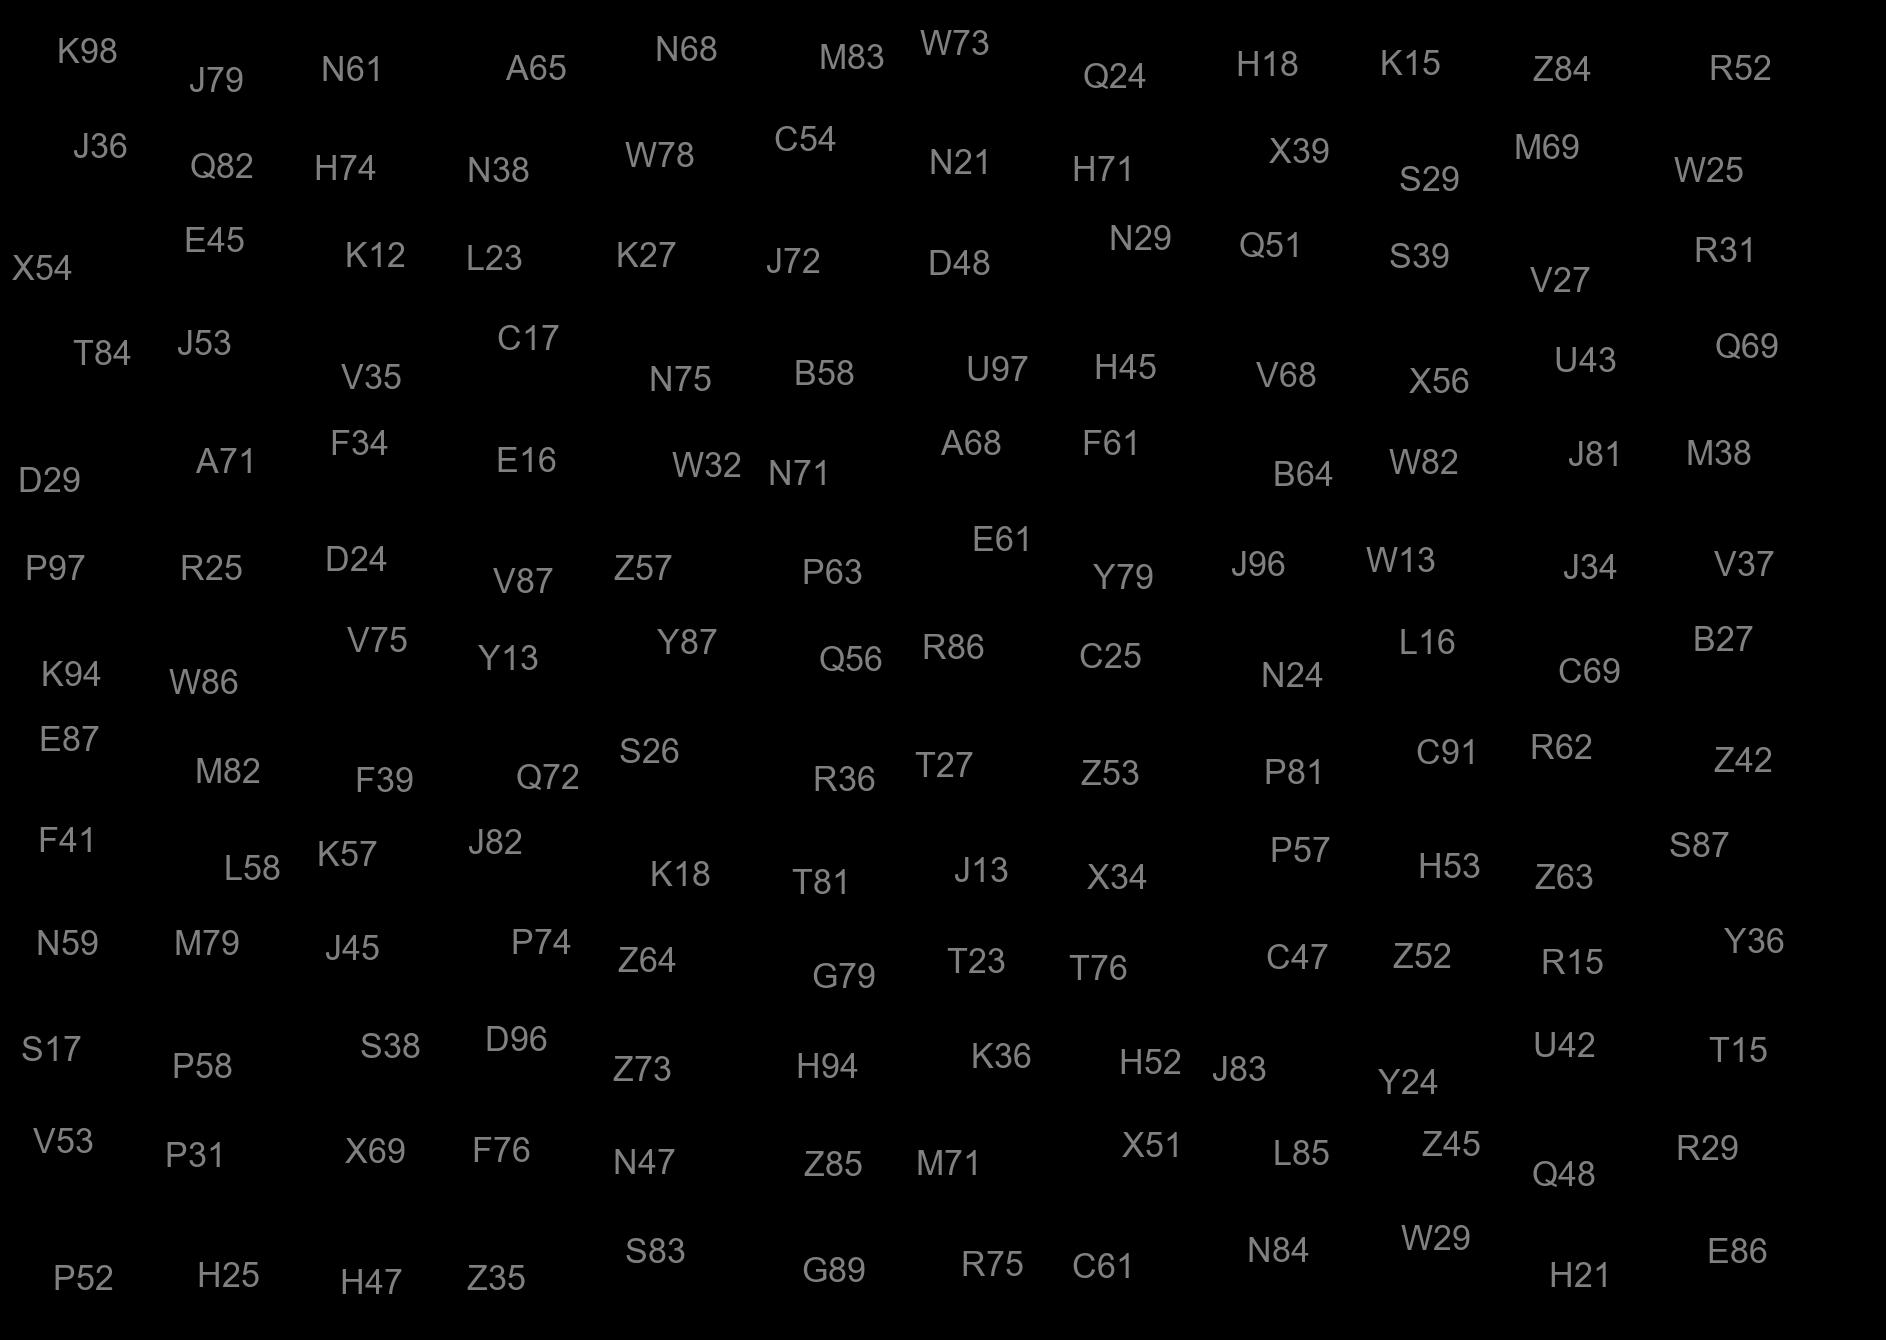 K98 J79 N61 A65 N68 M83 W73 Q24 H18 K15 Z84 R52
J36 Q82 H74 N38 W78 C54 N21 H71 X39 S29 M69 W25
X54 E45 K12 L23 K27 J72 D48 N29 Q51 S39 V27 R31
T84 J53 V35 C17 N75 B58 U97 H45 V68 X56 U43 Q69
D29 A71 F34 E16 W32 N71 A68 F61 B64 W82 J81 M38
P97 R25 D24 V87 Z57 P63 E61 Y79 J96 W13 J34 V37
K94 W86 V75 Y13 Y87 Q56 R86 C25 N24 L16 C69 B27
E87 M82 F39 Q72 S26 R36 T27 Z53 P81 C91 R62 Z42
F41 L58 K57 J82 K18 T81 J13 X34 P57 H53 Z63 S87
N59 M79 J45 P74 Z64 G79 T23 T76 C47 Z52 R15 Y36
S17 P58 S38 D96 Z73 H94 K36 H52 J83 Y24 U42 T15
V53 P31 X69 F76 N47 Z85 M71 X51 L85 Z45 Q48 R29
P52 H25 H47 Z35 S83 G89 R75 C61 N84 W29 H21 E86